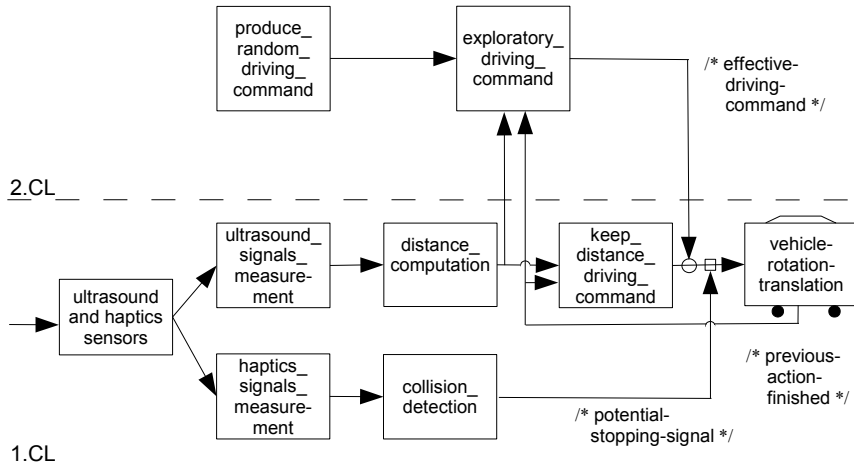 produce_
random_
driving_
command
exploratory_
driving_
command
/* effective-
driving-
command */
2.CL
ultrasound
and haptics
sensors
ultrasound_
signals_
measure-
ment
distance_
computation
keep_
distance_
driving_
command
vehicle-
rotation-
translation
haptics_
signals_
measure-
ment
collision_
detection
/* potential-
stopping-signal */
/* previous-
action-
finished */
1.CL